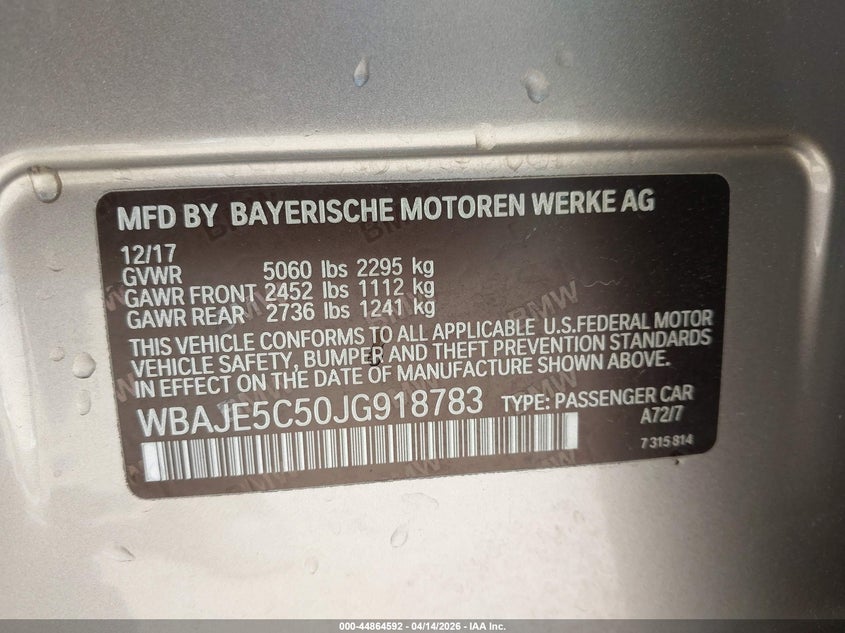 MFD BY BAYERISCHE MOTOREN WERKE AG
12/17
GVWR 5060 lbs 2295 kg
GAWR FRONT 2452 lbs 1112 kg
GAWR REAR 2736 lbs 1241 kg
THIS VEHICLE CONFORMS TO ALL APPLICABLE U.S.FEDERAL MOTOR
VEHICLE SAFETY, BUMPER AND THEFT PREVENTION STANDARDS
IN EFFECT ON THE DATE OF MANUFACTURE SHOWN ABOVE.
WBAJE5C50JG918783 TYPE: PASSENGER CAR
A72/7
7 315 814
000-44864592 - 04/14/2026 - IAA Inc.